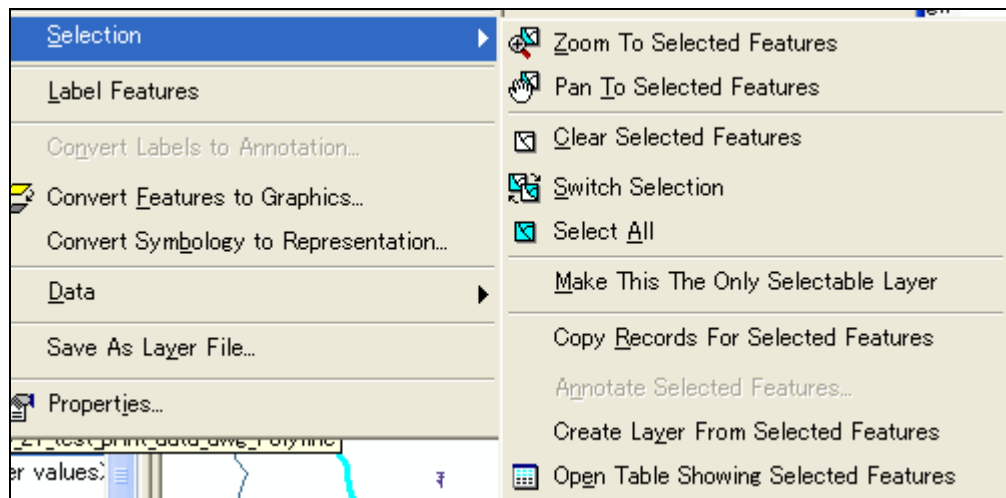 Selection
Label Features
Convert Labels to Annotation...
Convert Features to Graphics...
Convert Symbology to Representation...
Data
Save As Layer File...
Properties...
er values)
Zoom To Selected Features
Pan To Selected Features
Clear Selected Features
Switch Selection
Select All
Make This The Only Selectable Layer
Copy Records For Selected Features
Annotate Selected Features...
Create Layer From Selected Features
Open Table Showing Selected Features